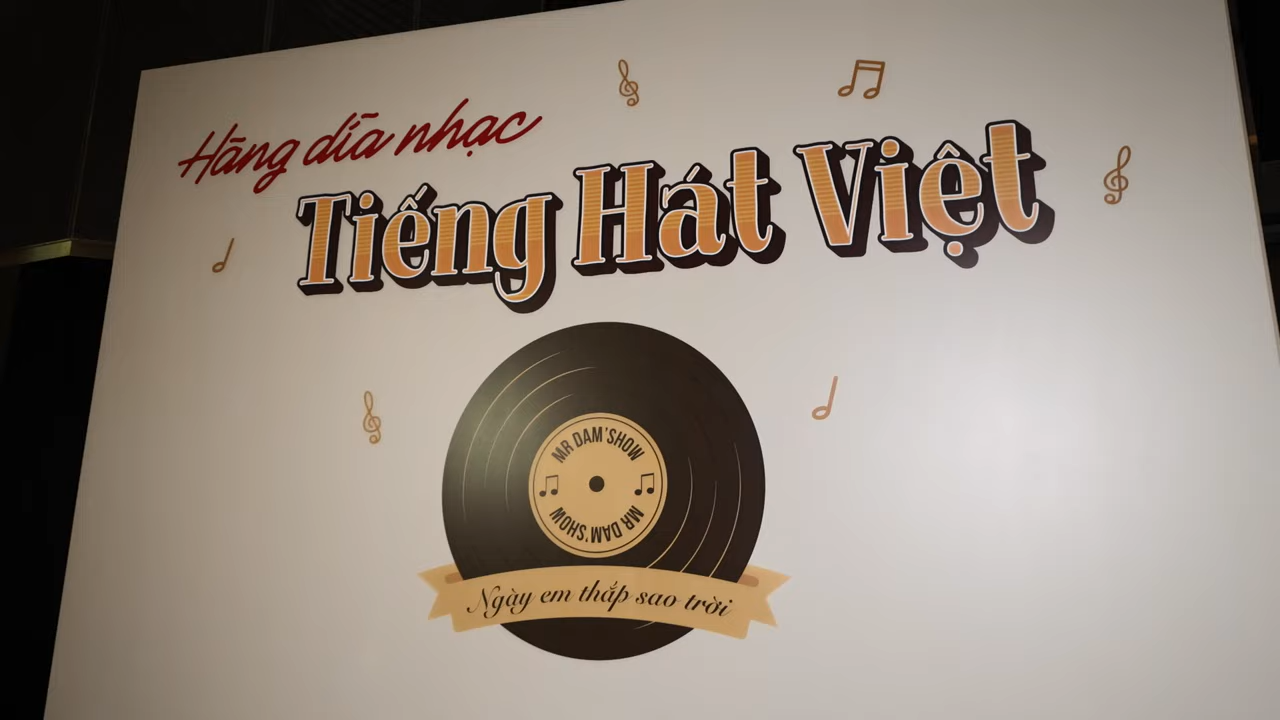 Hãng dĩa nhạc
Tiếng Hát Việt
MR DAM'SHOW
MR DAM'SHOW
Ngày em thắp sao trời